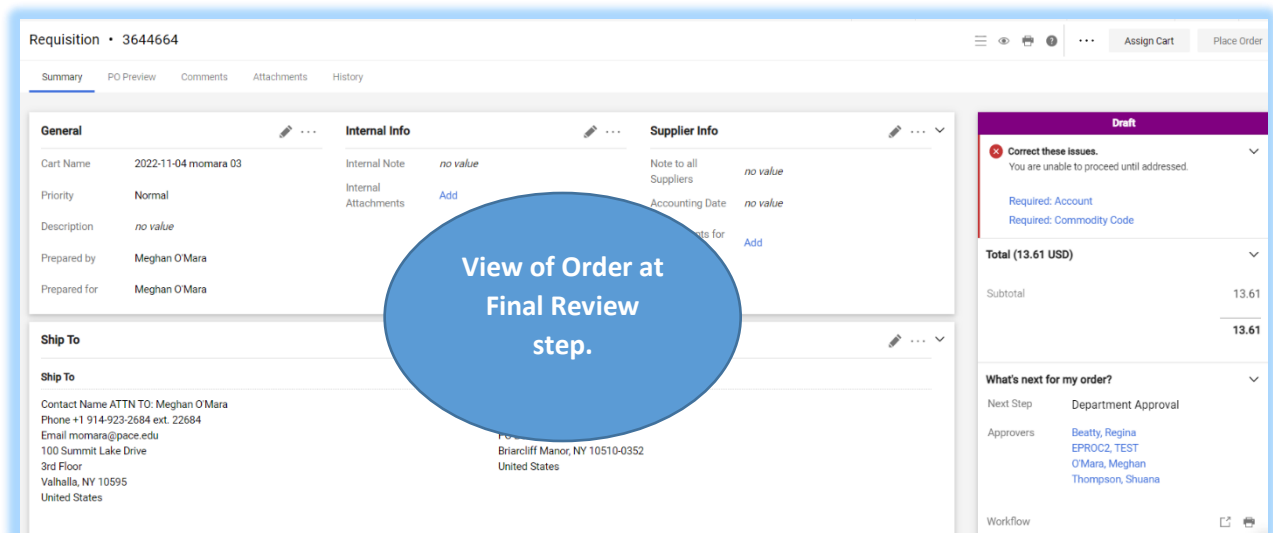 Requisition • 3644664
Assign Cart
Place Order
Summary
PO Preview
Comments
Attachments
History
General
Cart Name 2022-11-04 momara 03
Priority Normal
Description no value
Prepared by Meghan O'Mara
Prepared for Meghan O'Mara
Internal Info
Internal Note no value
Internal
Attachments Add
Supplier Info
Note to all
Suppliers no value
Accounting Date no value
for
Add
View of Order at
Final Review
step.
Ship To
Ship To
Contact Name ATTN TO: Meghan O'Mara
Phone +1 914-923-2684 ext. 22684
Email momara@pace.edu
100 Summit Lake Drive
3rd Floor
Valhalla, NY 10595
United States
Briarcliff Manor, NY 10510-0352
United States
Draft
Correct these issues.
You are unable to proceed until addressed.
Required: Account
Required: Commodity Code
Total (13.61 USD)
Subtotal 13.61
13.61
What's next for my order?
Next Step Department Approval
Approvers Beatty, Regina
EPROC2, TEST
O'Mara, Meghan
Thompson, Shuana
Workflow